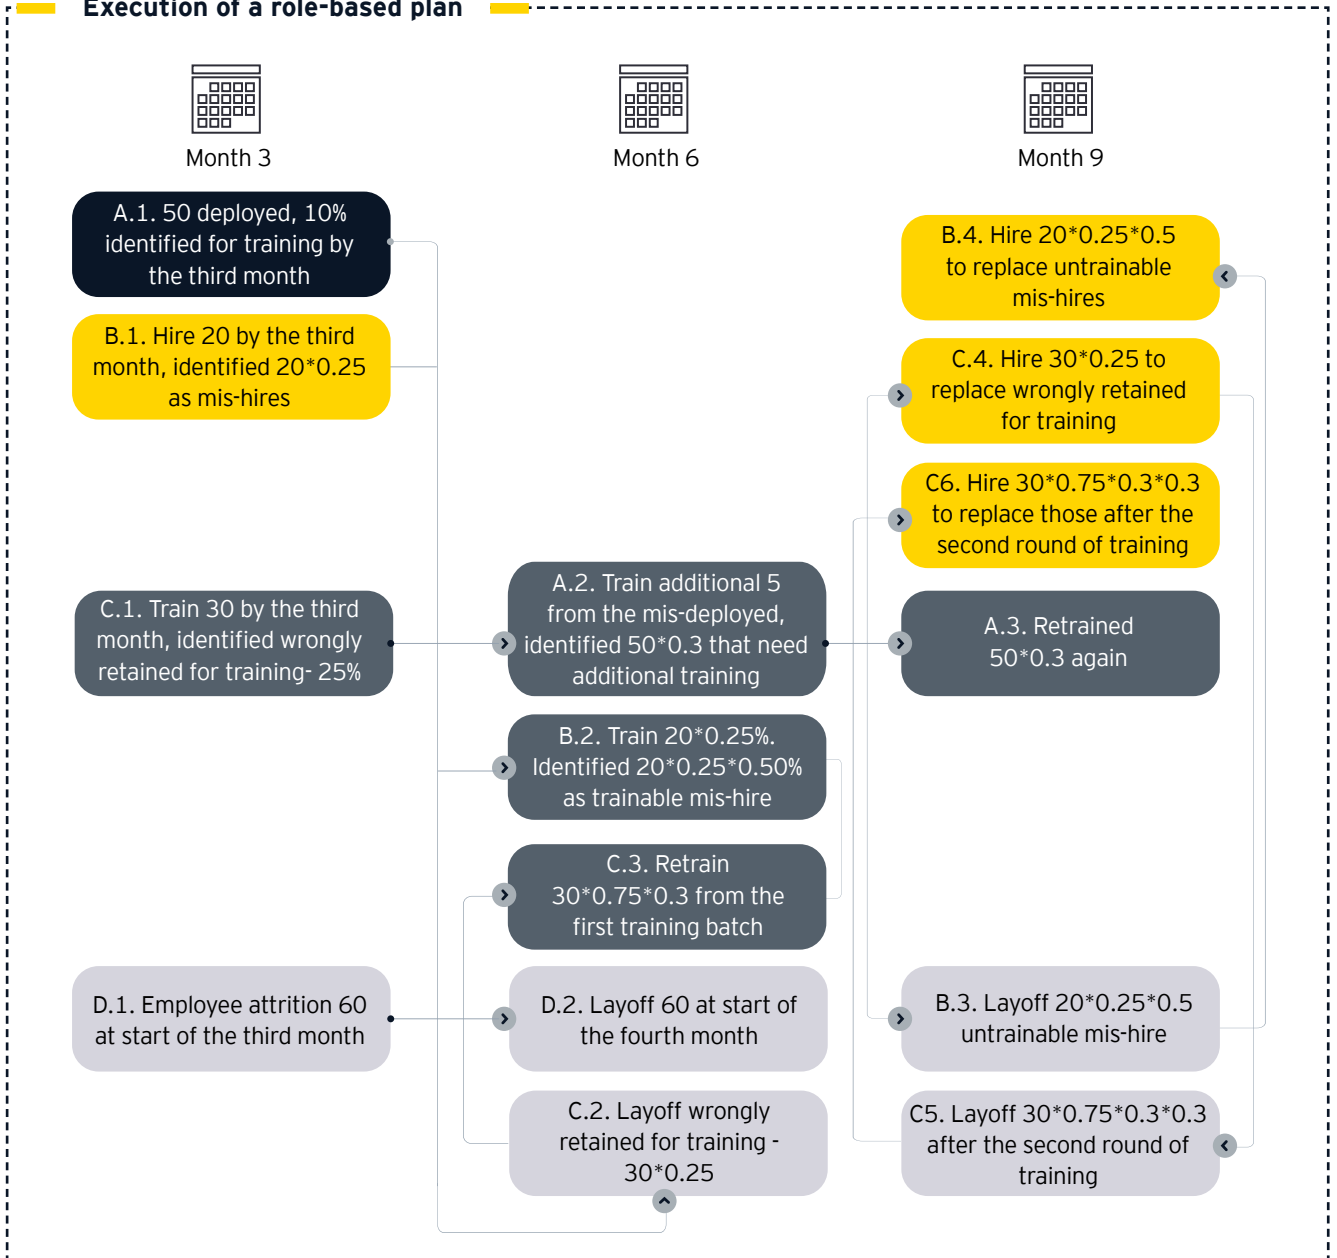 Execution of a role-based plan
Month 3
Month 6
Month 9
A.1. 50 deployed, 10%
identified for training by
the third month
B.1. Hire 20 by the third
month, identified 20*0.25
as mis-hires
C.1. Train 30 by the third
month, identified wrongly
retained for training- 25%
D.1. Employee attrition 60
at start of the third month
A.2. Train additional 5
from the mis-deployed,
identified 50*0.3 that need
additional training
B.2. Train 20*0.25%.
Identified 20*0.25*0.50%
as trainable mis-hire
C.3. Retrain
30*0.75*0.3 from the
first training batch
D.2. Layoff 60 at start of
the fourth month
C.2. Layoff wrongly
retained for training -
30*0.25
B.4. Hire 20*0.25*0.5
to replace untrainable
mis-hires
C.4. Hire 30*0.25 to
replace wrongly retained
for training
C6. Hire 30*0.75*0.3*0.3
to replace those after the
second round of training
A.3. Retrained
50*0.3 again
B.3. Layoff 20*0.25*0.5
untrainable mis-hire
C5. Layoff 30*0.75*0.3*0.3
after the second round of
training